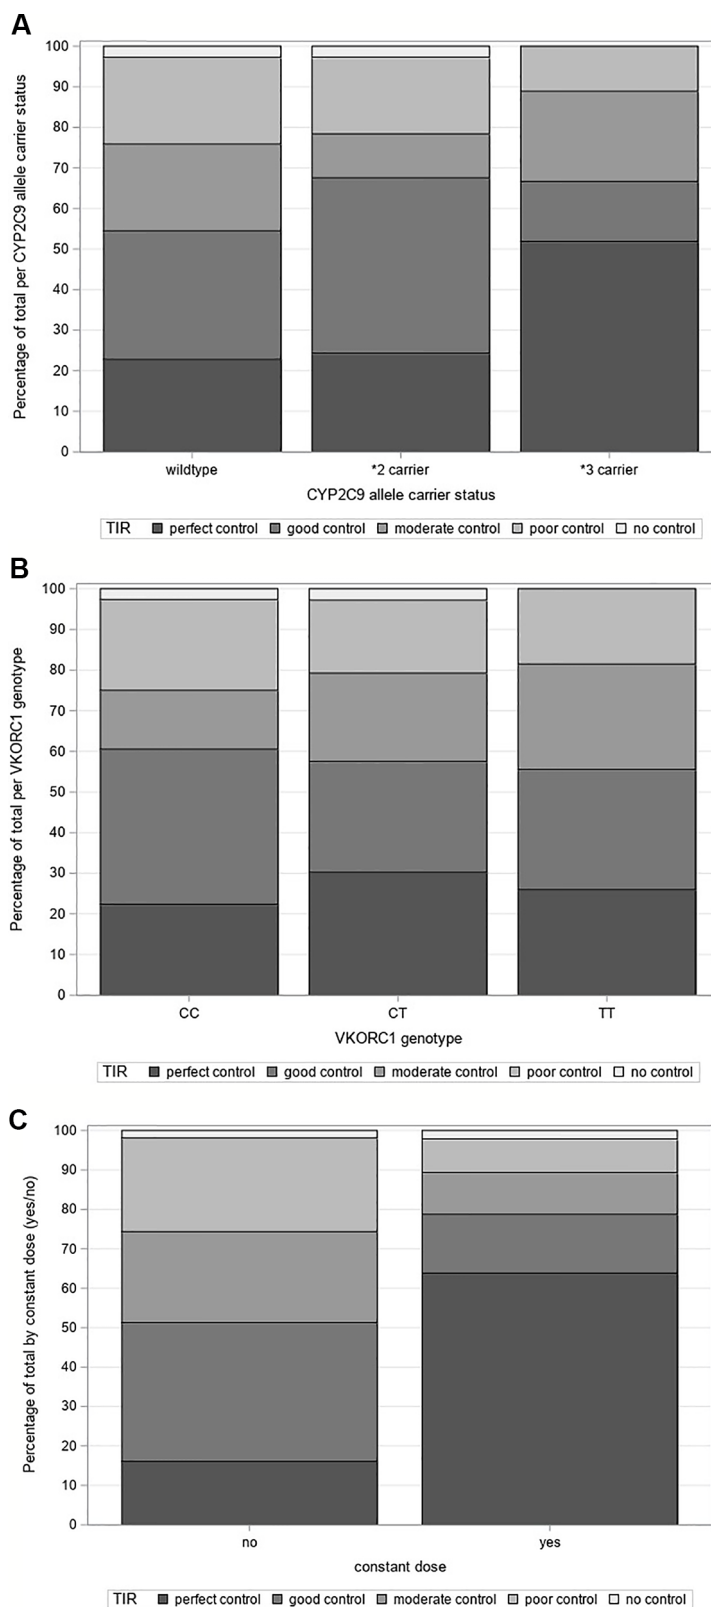 A
Percentage of total per CYP2C9 allele carrier status
100
90
80
70
60
50
40
30
20
10
0
wildtype *2 carrier *3 carrier
CYP2C9 allele carrier status
TIR perfect control good control moderate control poor control no control
B
Percentage of total per VKORC1 genotype
100
90
80
70
60
50
40
30
20
10
0
CC CT TT
VKORC1 genotype
TIR perfect control good control moderate control poor control no control
C
Percentage of total by constant dose (yes/no)
100
90
80
70
60
50
40
30
20
10
0
no yes
constant dose
TIR perfect control good control moderate control poor control no control